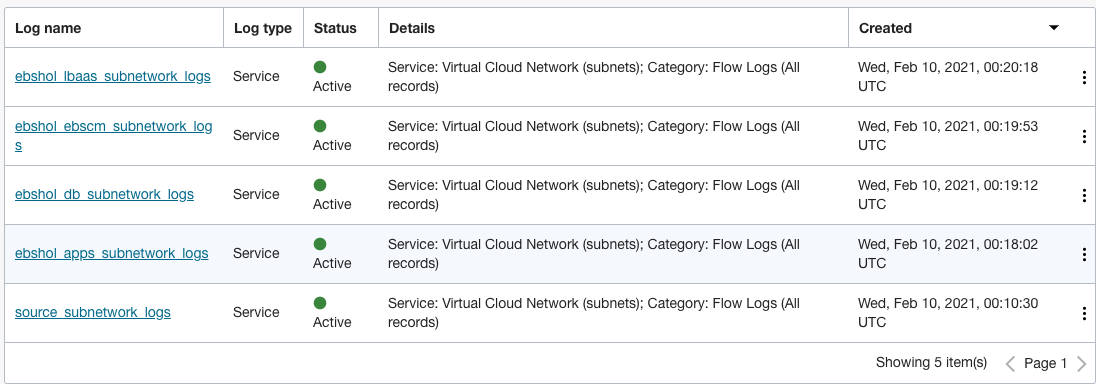 Log name Log type Status Details Created
ebshol_lbaas_subnetwork_logs Service Active Service: Virtual Cloud Network (subnets); Category: Flow Logs (All
records) Wed, Feb 10, 2021, 00:20:18
UTC
ebshol_ebscm_subnetwork_log
s Service Active Service: Virtual Cloud Network (subnets); Category: Flow Logs (All
records) Wed, Feb 10, 2021, 00:19:53
UTC
ebshol_db_subnetwork_logs Service Active Service: Virtual Cloud Network (subnets); Category: Flow Logs (All
records) Wed, Feb 10, 2021, 00:19:12
UTC
ebshol_apps_subnetwork_logs Service Active Service: Virtual Cloud Network (subnets); Category: Flow Logs (All
records) Wed, Feb 10, 2021, 00:18:02
UTC
source_subnetwork_logs Service Active Service: Virtual Cloud Network (subnets); Category: Flow Logs (All
records) Wed, Feb 10, 2021, 00:10:30
UTC
Showing 5 item(s) Page 1